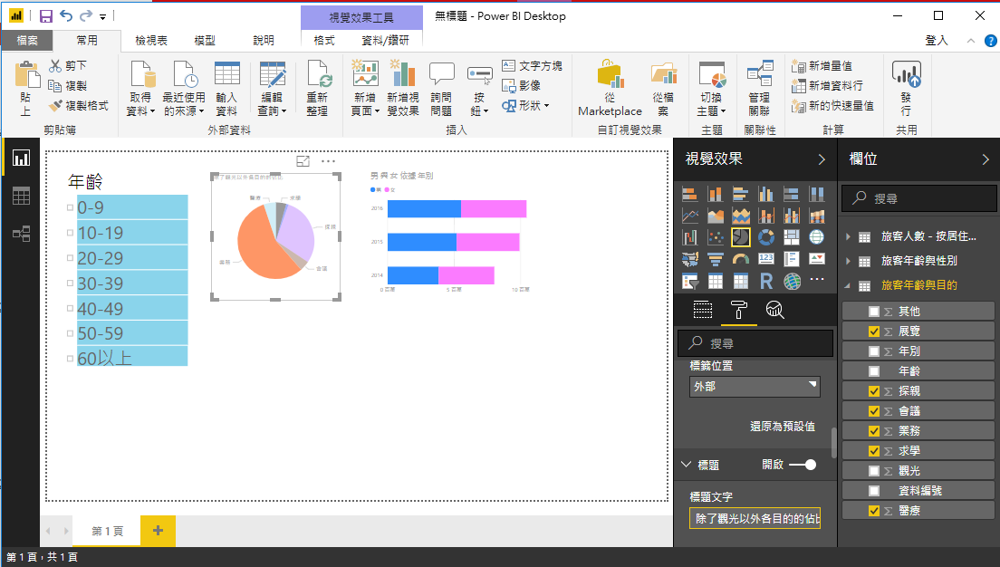 視覺效果工具
無標題 - Power BI Desktop
檔案
常用
檢視表
模型
說明
格式
資料/鑽研
登入
貼上
剪下
複製
複製格式
剪貼簿
取得資料
最近使用的來源
輸入資料
編輯查詢
重新整理
外部資料
新增頁面
新增視覺效果
詢問問題
按鈕
文字方塊
影像
形狀
插入
從 Marketplace
從檔案
自訂視覺效果
切換主題
主題
管理關聯
關聯性
新增量值
新增資料行
新的快速量值
計算
發行
共用
年齡
0-9
10-19
20-29
30-39
40-49
50-59
60以上
除了觀光以外各目的的佔比
醫療
求學
探親
會議
業務
男 與 女 依據 年別
男 女
2016
2015
2014
0 百萬
5 百萬
10 百萬
視覺效果
123
R
搜尋
標籤位置
外部
還原為預設值
標題
開啟
標題文字
除了觀光以外各目的的佔比
欄位
搜尋
旅客人數 - 按居住...
旅客年齡與性別
旅客年齡與目的
其他
展覽
年別
年齡
探親
會議
業務
求學
觀光
資料編號
醫療
第 1 頁
第 1 頁，共 1 頁